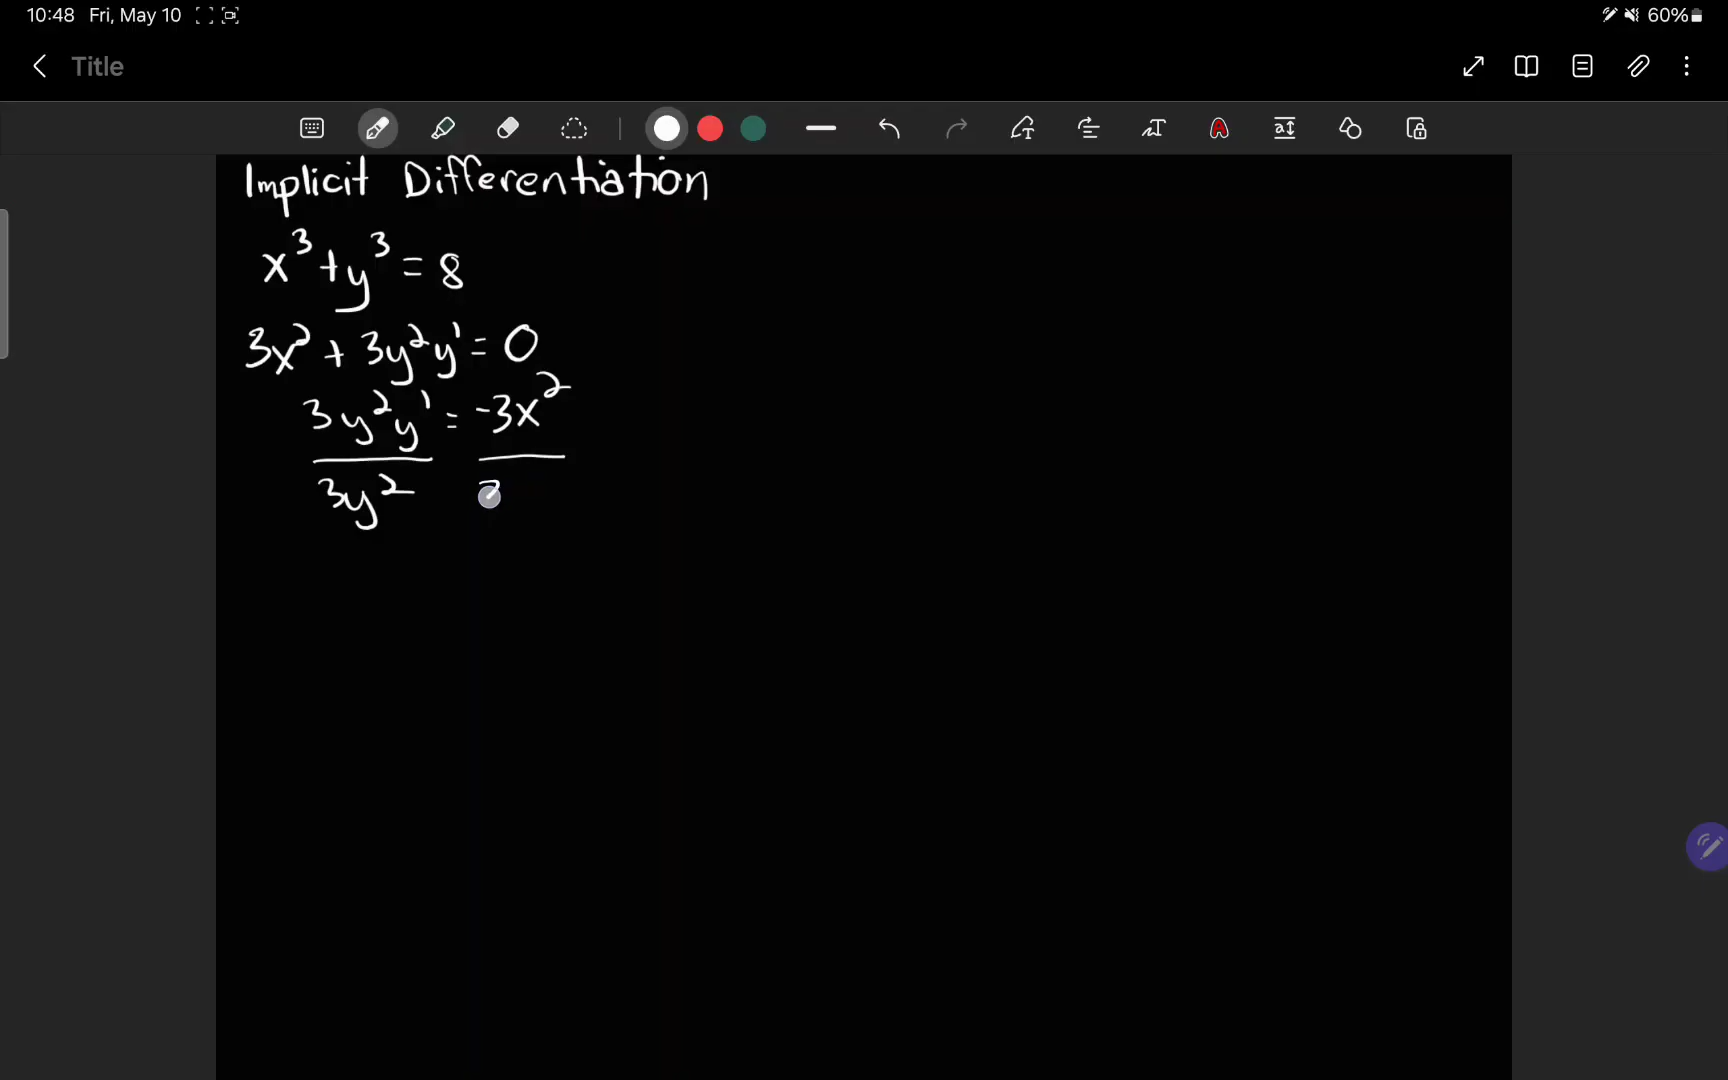 10:48 Fri, May 10 60%
Title
a
Implicit Differentiation
x³+y³ = 8
3x² + 3y²y' = 0
3y²y' = -3x²
3y²